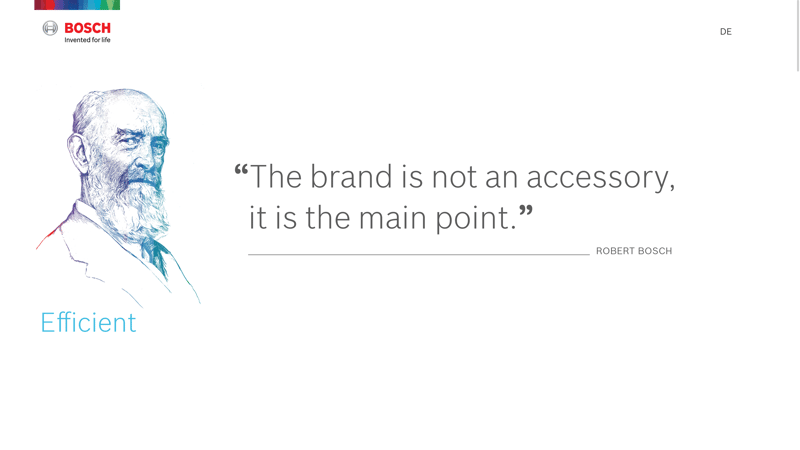 BOSCH
Invented for life
DE
“The brand is not an accessory,
it is the main point.”
ROBERT BOSCH
Efficient